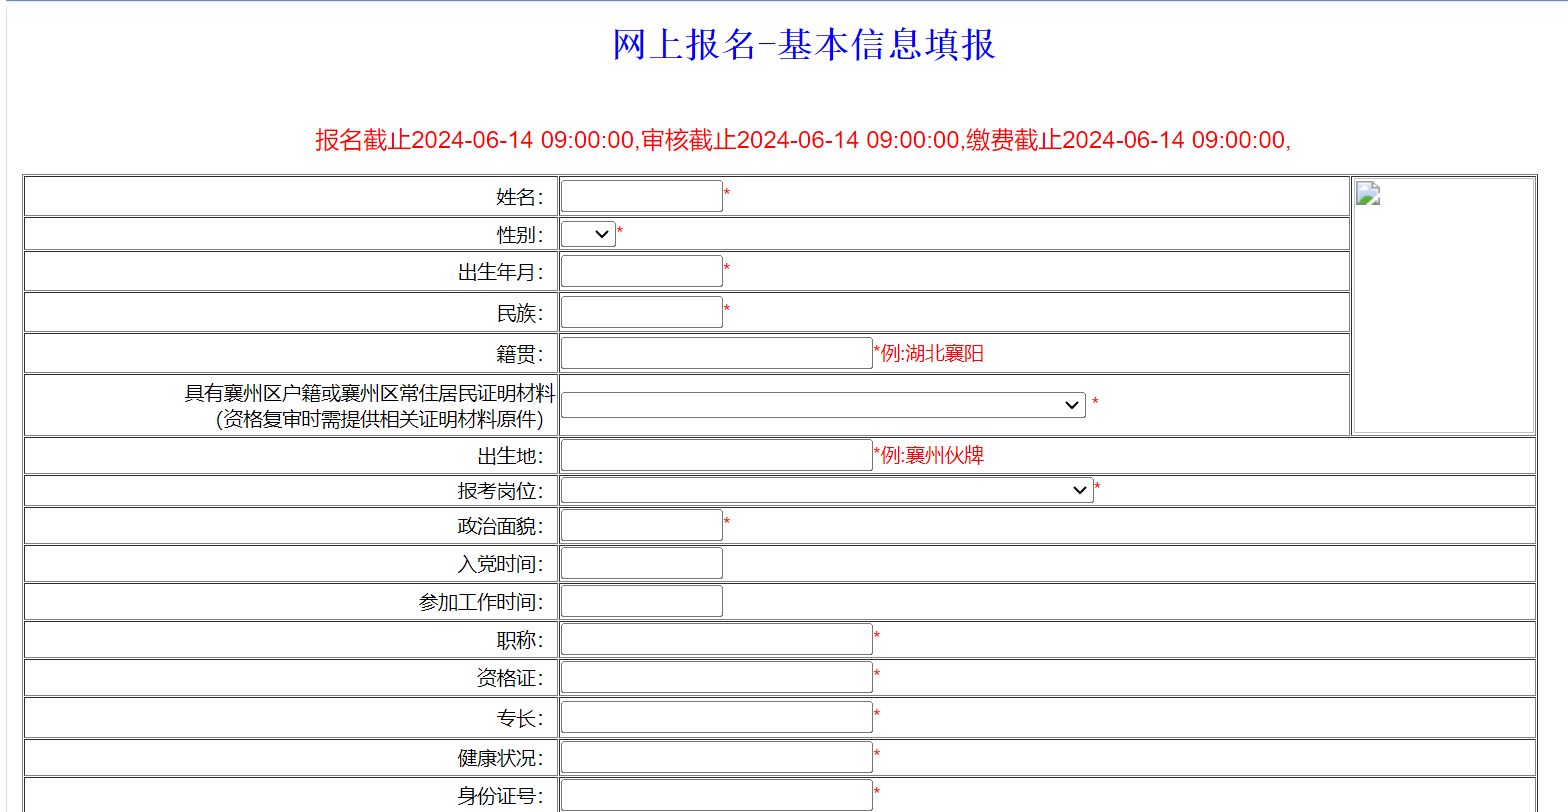 网上报名-基本信息填报
报名截止2024-06-14 09:00:00,审核截止2024-06-14 09:00:00,缴费截止2024-06-14 09:00:00,
姓名： *
性别： *
出生年月： *
民族： *
籍贯： *例:湖北襄阳
具有襄州区户籍或襄州区常住居民证明材料
（资格复审时需提供相关证明材料原件） *
出生地： *例:襄州伙牌
报考岗位： *
政治面貌： *
入党时间：
参加工作时间：
职称： *
资格证： *
专长： *
健康状况： *
身份证号： *